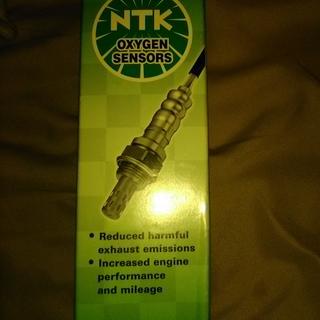 NTK
OXYGEN
SENSORS
• Reduced harmful
exhaust emissions
• Increased engine
performance
and mileage